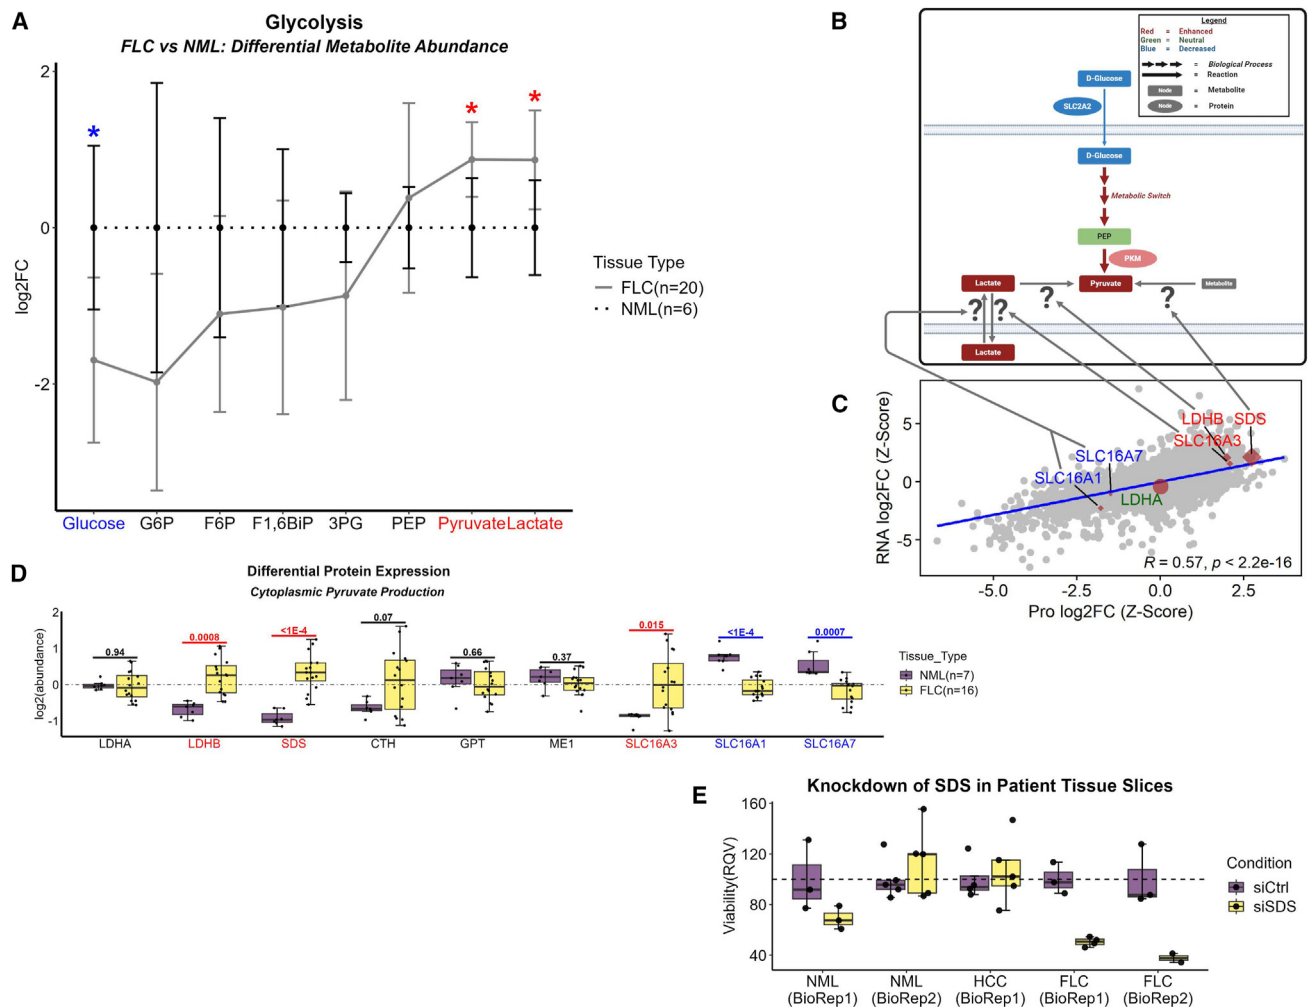 A
Glycolysis
FLC vs NML: Differential Metabolite Abundance
log2FC
2
0
-2
*
*
*
Glucose G6P F6P F1,6BiP 3PG PEP Pyruvate Lactate
Tissue Type
FLC(n=20)
NML(n=6)
B
Legend
Red = Enhanced
Green = Neutral
Blue = Decreased
= Biological Process
= Reaction
Node = Metabolite
Node = Protein
D-Glucose
SLC2A2
D-Glucose
Metabolic Switch
PEP
PKM
Lactate Pyruvate Metabolite
? ? ? ?
Lactate
C
RNA log2FC (Z-Score)
5
0
-5
LDHB SDS
SLC16A3
SLC16A7
SLC16A1
LDHA
R = 0.57, p < 2.2e-16
-5.0 -2.5 0.0 2.5
Pro log2FC (Z-Score)
D
Differential Protein Expression
Cytoplasmic Pyruvate Production
log2(abundance)
2
1
0
-1
0.94 0.0008 <1E-4 0.07 0.66 0.37 0.015 <1E-4 0.0007
LDHA LDHB SDS CTH GPT ME1 SLC16A3 SLC16A1 SLC16A7
Tissue_Type
NML(n=7)
FLC(n=16)
E
Knockdown of SDS in Patient Tissue Slices
Viability(RQV)
160
120
80
40
NML NML HCC FLC FLC
(BioRep1) (BioRep2) (BioRep1) (BioRep1) (BioRep2)
Condition
siCtrl
siSDS